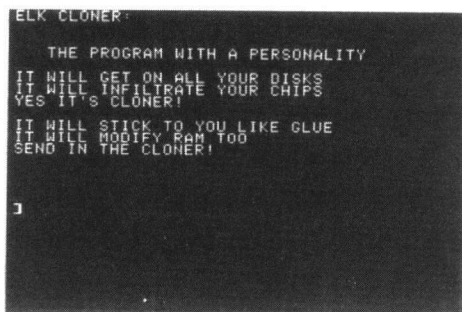 ELK CLONER:
THE PROGRAM WITH A PERSONALITY
IT WILL GET ON ALL YOUR DISKS
IT WILL INFILTRATE YOUR CHIPS
YES IT'S CLONER!
IT WILL STICK TO YOU LIKE GLUE
IT WILL MODIFY RAM TOO
SEND IN THE CLONER!
]